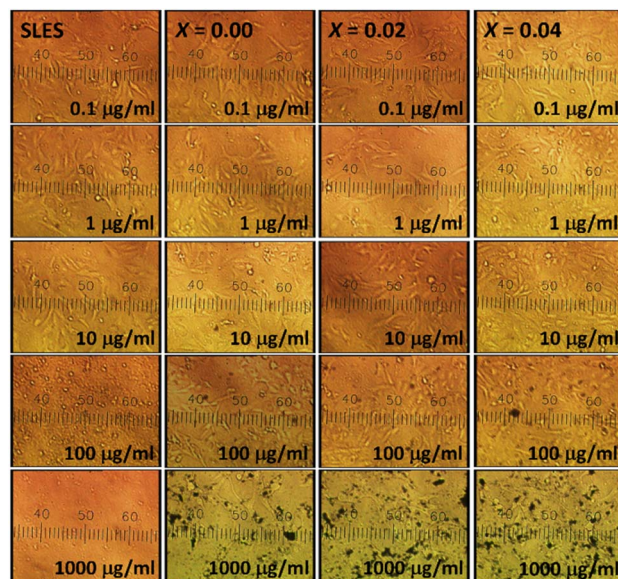 SLES X = 0.00 X = 0.02 X = 0.04
40 50 60 40 50 60 40 50 60 40 50 60
0.1 µg/ml 0.1 µg/ml 0.1 µg/ml 0.1 µg/ml
40 50 60 40 50 60 40 50 60 40 50 60
1 µg/ml 1 µg/ml 1 µg/ml 1 µg/ml
40 50 60 40 50 60 40 50 60 40 50 60
10 µg/ml 10 µg/ml 10 µg/ml 10 µg/ml
40 50 60 40 50 60 40 50 60 40 50 60
100 µg/ml 100 µg/ml 100 µg/ml 100 µg/ml
40 50 60 40 50 60 40 50 60 40 50 60
1000 µg/ml 1000 µg/ml 1000 µg/ml 1000 µg/ml